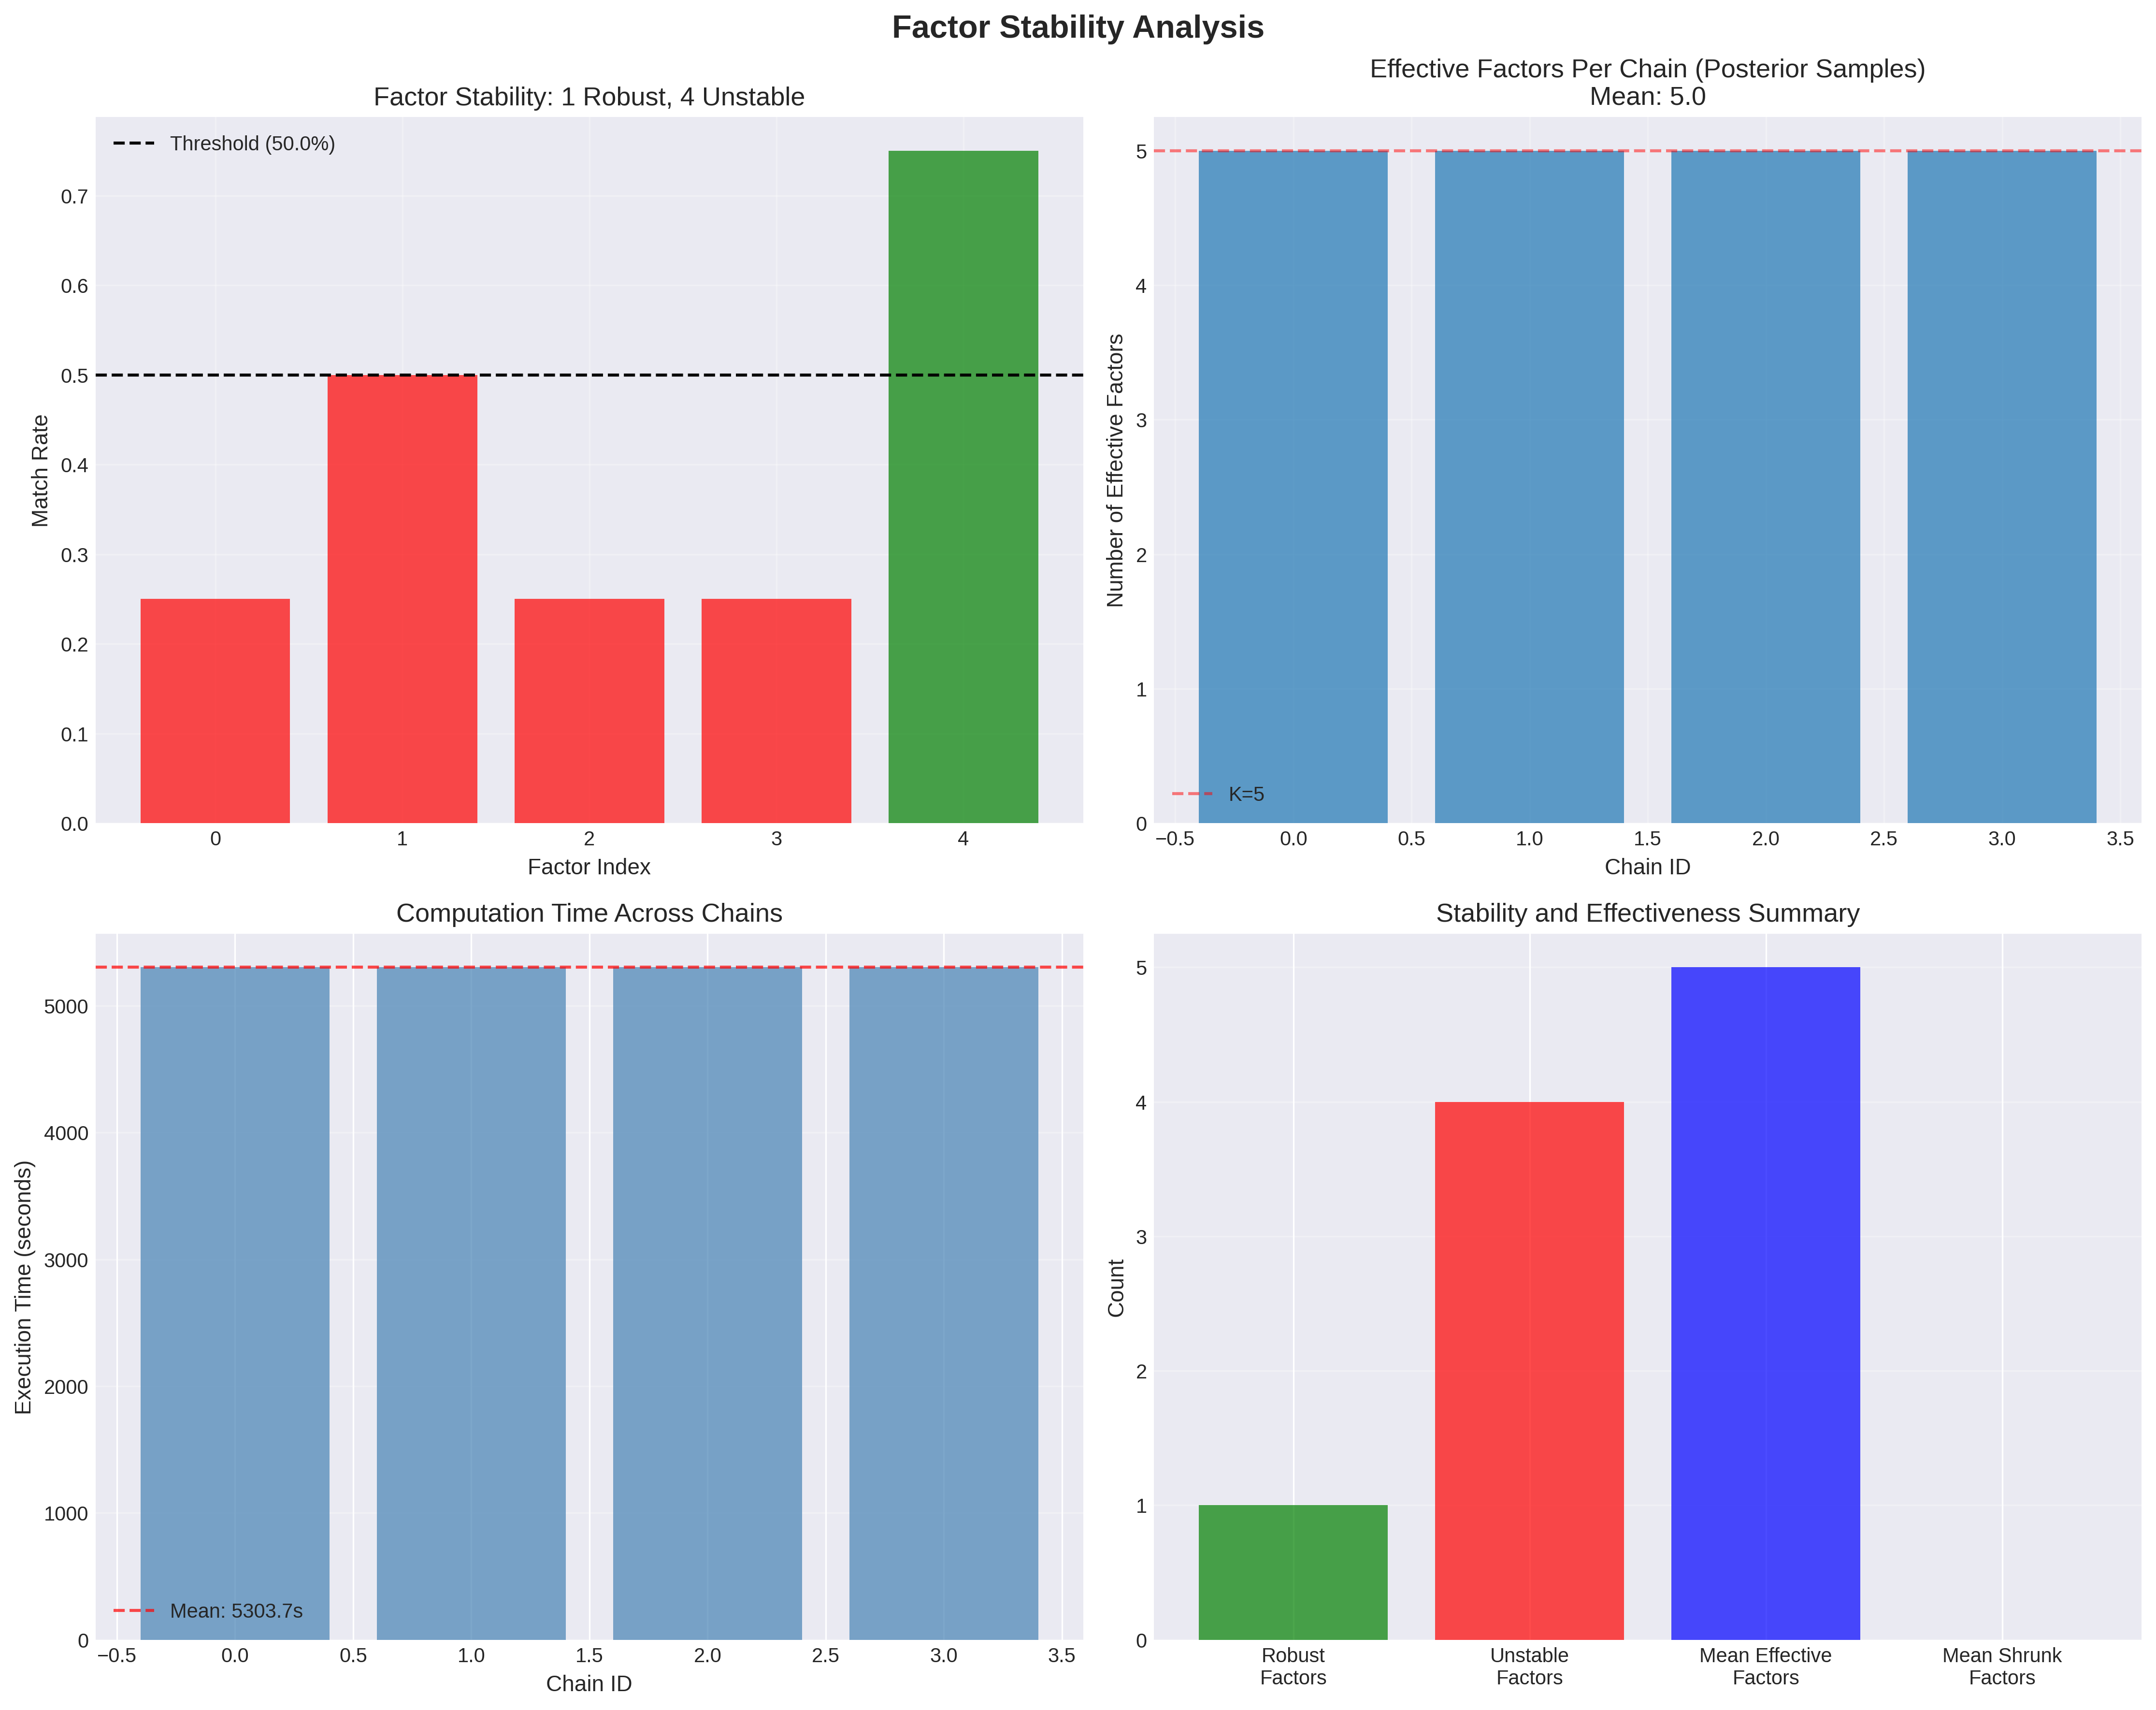 Factor Stability Analysis
Factor Stability: 1 Robust, 4 Unstable
Threshold (50.0%)
0.7
0.6
0.5
0.4
0.3
0.2
0.1
0.0
Match Rate
0 1 2 3 4
Factor Index
Effective Factors Per Chain (Posterior Samples)
Mean: 5.0
5
4
3
2
1
0
Number of Effective Factors
K=5
−0.5 0.0 0.5 1.0 1.5 2.0 2.5 3.0 3.5
Chain ID
Computation Time Across Chains
5000
4000
3000
2000
1000
0
Execution Time (seconds)
Mean: 5303.7s
−0.5 0.0 0.5 1.0 1.5 2.0 2.5 3.0 3.5
Chain ID
Stability and Effectiveness Summary
5
4
3
2
1
0
Count
Robust
Factors
Unstable
Factors
Mean Effective
Factors
Mean Shrunk
Factors